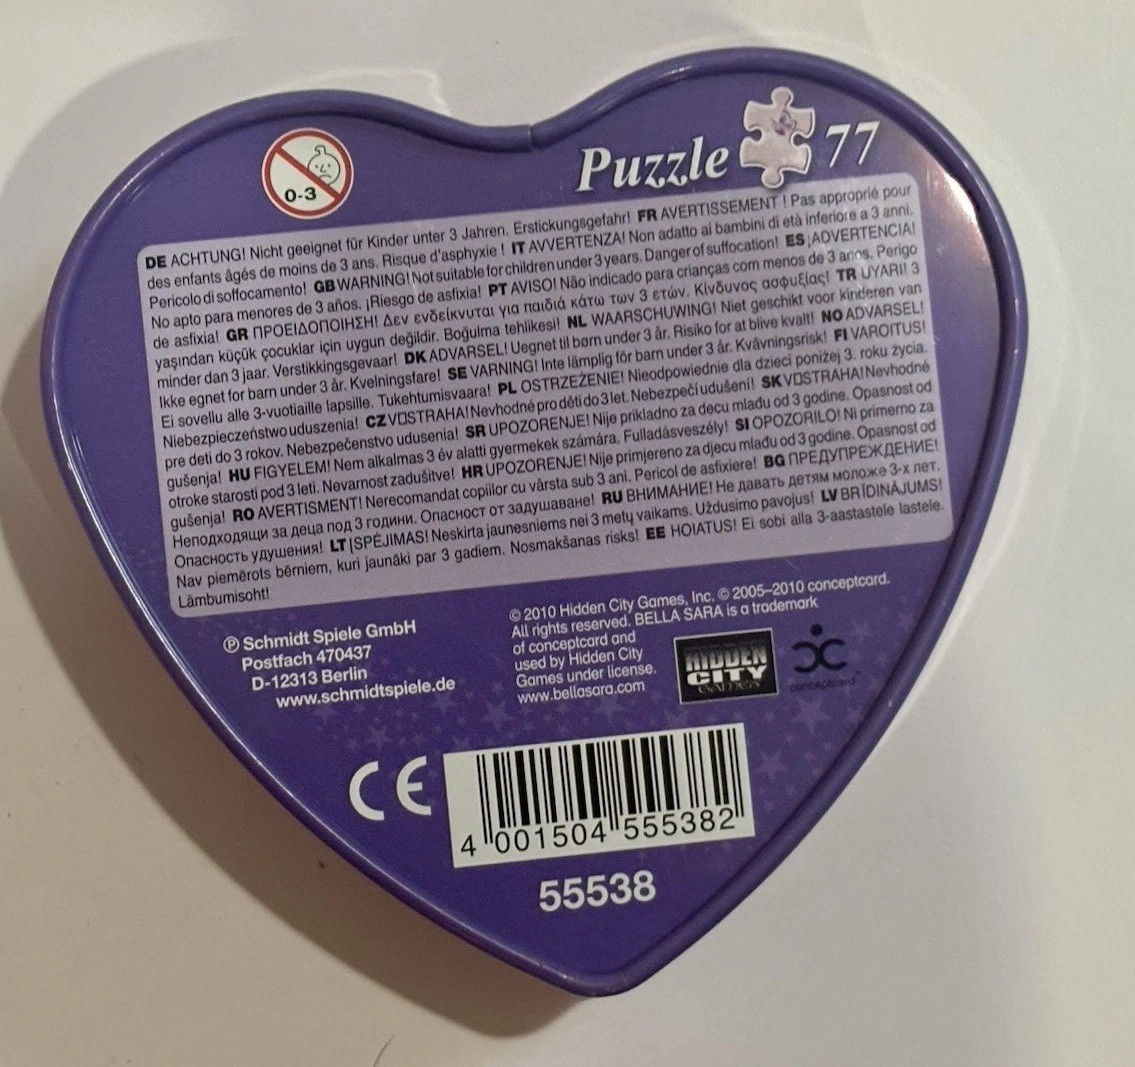 0-3
Puzzle 77
DE ACHTUNG! Nicht geeignet für Kinder unter 3 Jahren. Erstickungsgefahr! FR AVERTISSEMENT ! Pas approprié pour
des enfants âgés de moins de 3 ans. Risque d'asphyxie ! IT AVVERTENZA! Non adatto ai bambini di età inferiore a 3 anni.
Pericolo di soffocamento! GB WARNING! Not suitable for children under 3 years. Danger of suffocation! ES ¡ADVERTENCIA!
No apto para menores de 3 años. ¡Riesgo de asfixia! PT AVISO! Não indicado para crianças com menos de 3 anos. Perigo
de asfixia! GR ΠΡΟΕΙΔΟΠΟΙΗΣΗ! Δεν ενδείκνυται για παιδιά κάτω των 3 ετών. Κίνδυνος ασφυξίας! TR UYARI! 3
yaşından küçük çocuklar için uygun değildir. Boğulma tehlikesi! NL WAARSCHUWING! Niet geschikt voor kinderen van
minder dan 3 jaar. Verstikkingsgevaar! DK ADVARSEL! Uegnet til børn under 3 år. Risiko for at blive kvalt! NO ADVARSEL!
Ikke egnet for barn under 3 år. Kvelningsfare! SE VARNING! Inte lämplig för barn under 3 år. Kvävningsrisk! FI VAROITUS!
Ei sovellu alle 3-vuotiaille lapsille. Tukehtumisvaara! PL OSTRZEŻENIE! Nieodpowiednie dla dzieci poniżej 3. roku życia.
Niebezpieczeństwo uduszenia! CZ VÝSTRAHA! Nevhodné pro děti do 3 let. Nebezpečí udušení! SK VÝSTRAHA! Nevhodné
pre deti do 3 rokov. Nebezpečenstvo udusenia! SR UPOZORENJE! Nije prikladno za decu mlađu od 3 godine. Opasnost od
gušenja! HU FIGYELEM! Nem alkalmas 3 év alatti gyermekek számára. Fulladásveszély! SI OPOZORILO! Ni primerno za
otroke starosti pod 3 leti. Nevarnost zadušitve! HR UPOZORENJE! Nije primjereno za djecu mlađu od 3 godine. Opasnost od
gušenja! RO AVERTISMENT! Nerecomandat copiilor cu vârsta sub 3 ani. Pericol de asfixiere! BG ПРЕДУПРЕЖДЕНИЕ!
Неподходящи за деца под 3 години. Опасност от задушаване! RU ВНИМАНИЕ! Не давать детям моложе 3-х лет.
Опасность удушения! LT ĮSPĖJIMAS! Neskirta jaunesniems nei 3 metų vaikams. Uždusimo pavojus! LV BRĪDINĀJUMS!
Nav piemērots bērniem, kuri jaunāki par 3 gadiem. Nosmakšanas risks! EE HOIATUS! Ei sobi alla 3-aastastele lastele.
Lämbumisoht!
Ⓟ Schmidt Spiele GmbH
Postfach 470437
D-12313 Berlin
www.schmidtspiele.de
© 2010 Hidden City Games, Inc. © 2005–2010 conceptcard.
All rights reserved. BELLA SARA is a trademark
of conceptcard and
used by Hidden City
Games under license.
www.bellasara.com
HIDDEN
CITY
GAMES
conceptcard
CE
4 001504 555382
55538